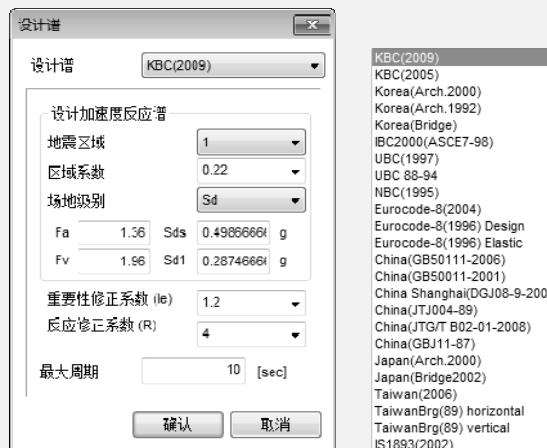 设计谱
设计谱 KBC(2009)
设计加速度反应谱
地震区域 1
区域系数 0.22
场地级别 Sd
Fa 1.36 Sds 0.49866666 g
Fv 1.96 Sd1 0.28746666 g
重要性修正系数 (Ie) 1.2
反应修正系数 (R) 4
最大周期 10 [sec]
确认 取消
KBC(2009)
KBC(2005)
Korea(Arch.2000)
Korea(Arch.1992)
Korea(Bridge)
IBC2000(ASCE7-98)
UBC(1997)
UBC 88-94
NBC(1995)
Eurocode-8(2004)
Eurocode-8(1996) Design
Eurocode-8(1996) Elastic
China(GB50111-2006)
China(GB50011-2001)
China Shanghai(DGJ08-9-200
China(JTJ004-89)
China(JTG/T B02-01-2008)
China(GBJ11-87)
Japan(Arch.2000)
Japan(Bridge2002)
Taiwan(2006)
TaiwanBrg(89) horizontal
TaiwanBrg(89) vertical
IS1893(2002)